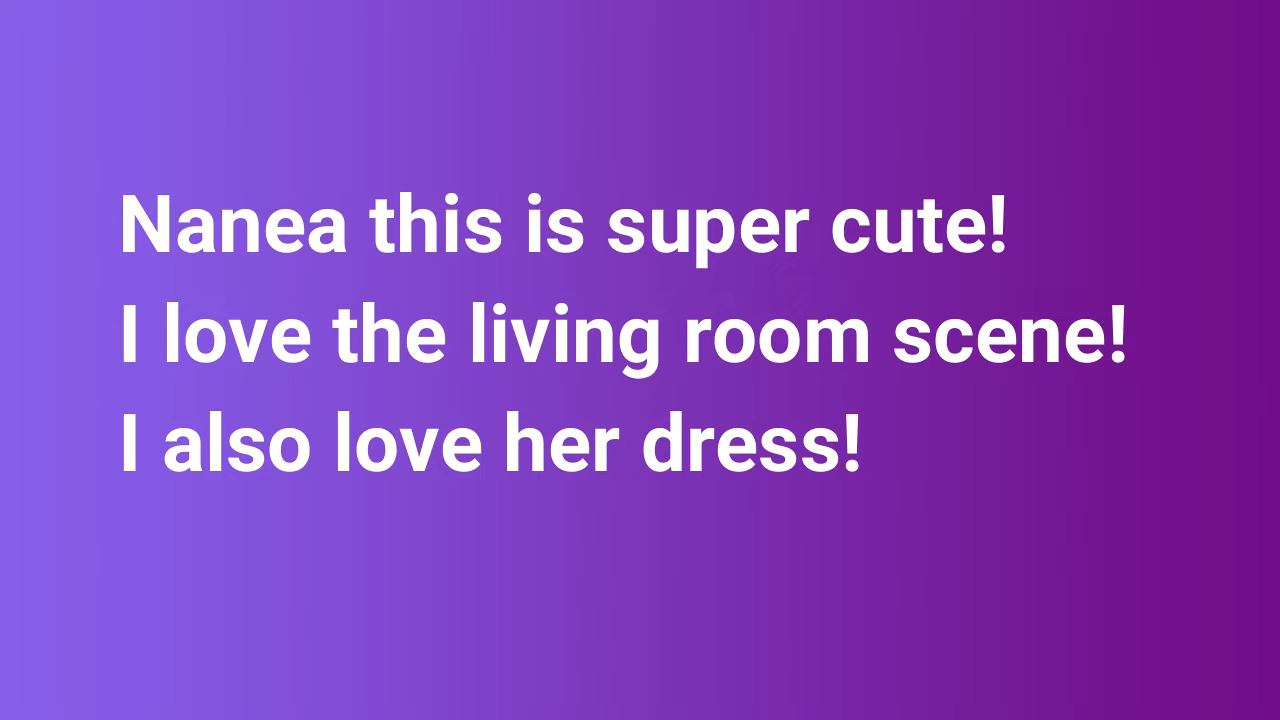 Nanea this is super cute!
I love the living room scene!
I also love her dress!